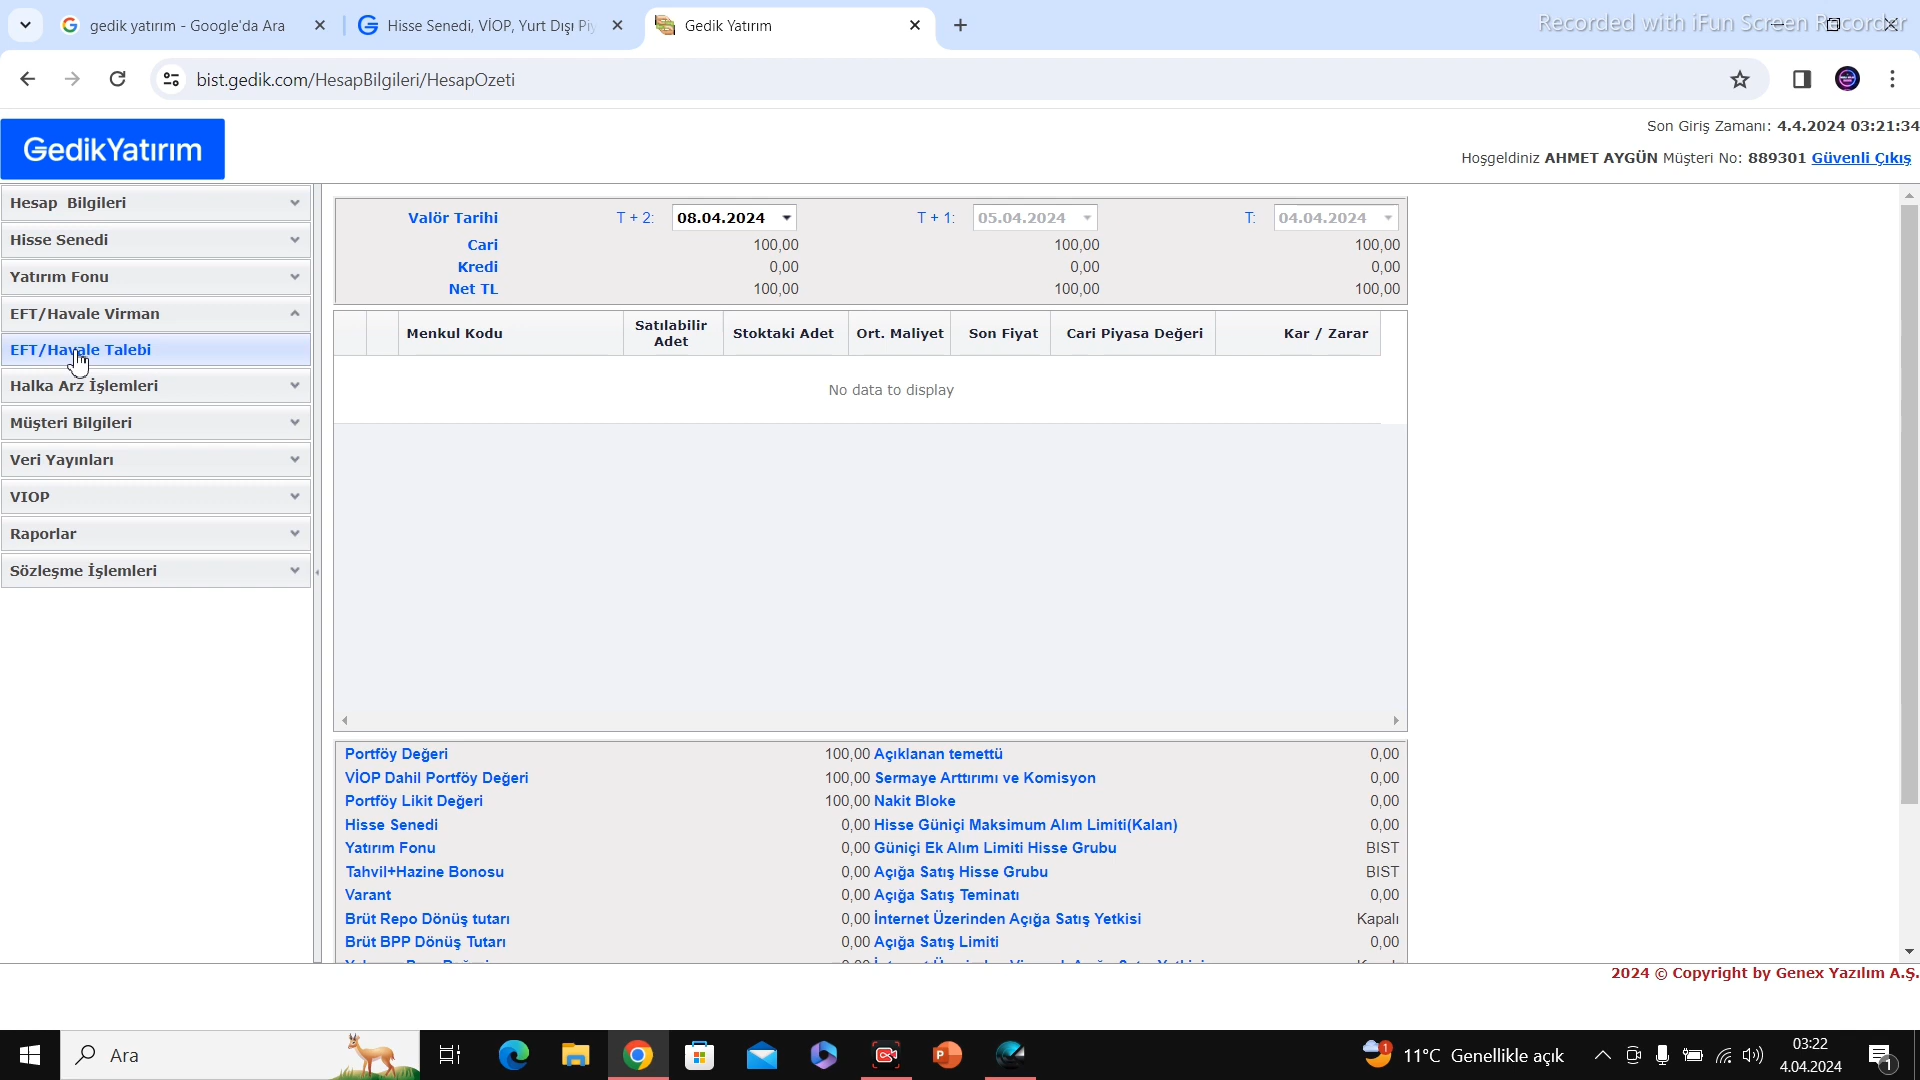 gedik yatırım - Google'da Ara
Hisse Senedi, VİOP, Yurt Dışı Piy
Gedik Yatırım
Recorded with iFun Screen Recorder
bist.gedik.com/HesapBilgileri/HesapOzeti
GedikYatırım
Son Giriş Zamanı: 4.4.2024 03:21:34
Hoşgeldiniz AHMET AYGÜN Müşteri No: 889301 Güvenli Çıkış
Hesap Bilgileri
Hisse Senedi
Yatırım Fonu
EFT/Havale Virman
EFT/Havale Talebi
Halka Arz İşlemleri
Müşteri Bilgileri
Veri Yayınları
VIOP
Raporlar
Sözleşme İşlemleri
Valör Tarihi T + 2: 08.04.2024 T + 1: 05.04.2024 T: 04.04.2024
Cari 100,00 100,00 100,00
Kredi 0,00 0,00 0,00
Net TL 100,00 100,00 100,00
Menkul Kodu Satılabilir Adet Stoktaki Adet Ort. Maliyet Son Fiyat Cari Piyasa Değeri Kar / Zarar
No data to display
Portföy Değeri 100,00 Açıklanan temettü 0,00
VİOP Dahil Portföy Değeri 100,00 Sermaye Arttırımı ve Komisyon 0,00
Portföy Likit Değeri 100,00 Nakit Bloke 0,00
Hisse Senedi 0,00 Hisse Güniçi Maksimum Alım Limiti(Kalan) 0,00
Yatırım Fonu 0,00 Güniçi Ek Alım Limiti Hisse Grubu BIST
Tahvil+Hazine Bonosu 0,00 Açığa Satış Hisse Grubu BIST
Varant 0,00 Açığa Satış Teminatı 0,00
Brüt Repo Dönüş tutarı 0,00 İnternet Üzerinden Açığa Satış Yetkisi Kapalı
Brüt BPP Dönüş Tutarı 0,00 Açığa Satış Limiti 0,00
2024 © Copyright by Genex Yazılım A.Ş.
Ara
1
11°C Genellikle açık
03:22
4.04.2024
1